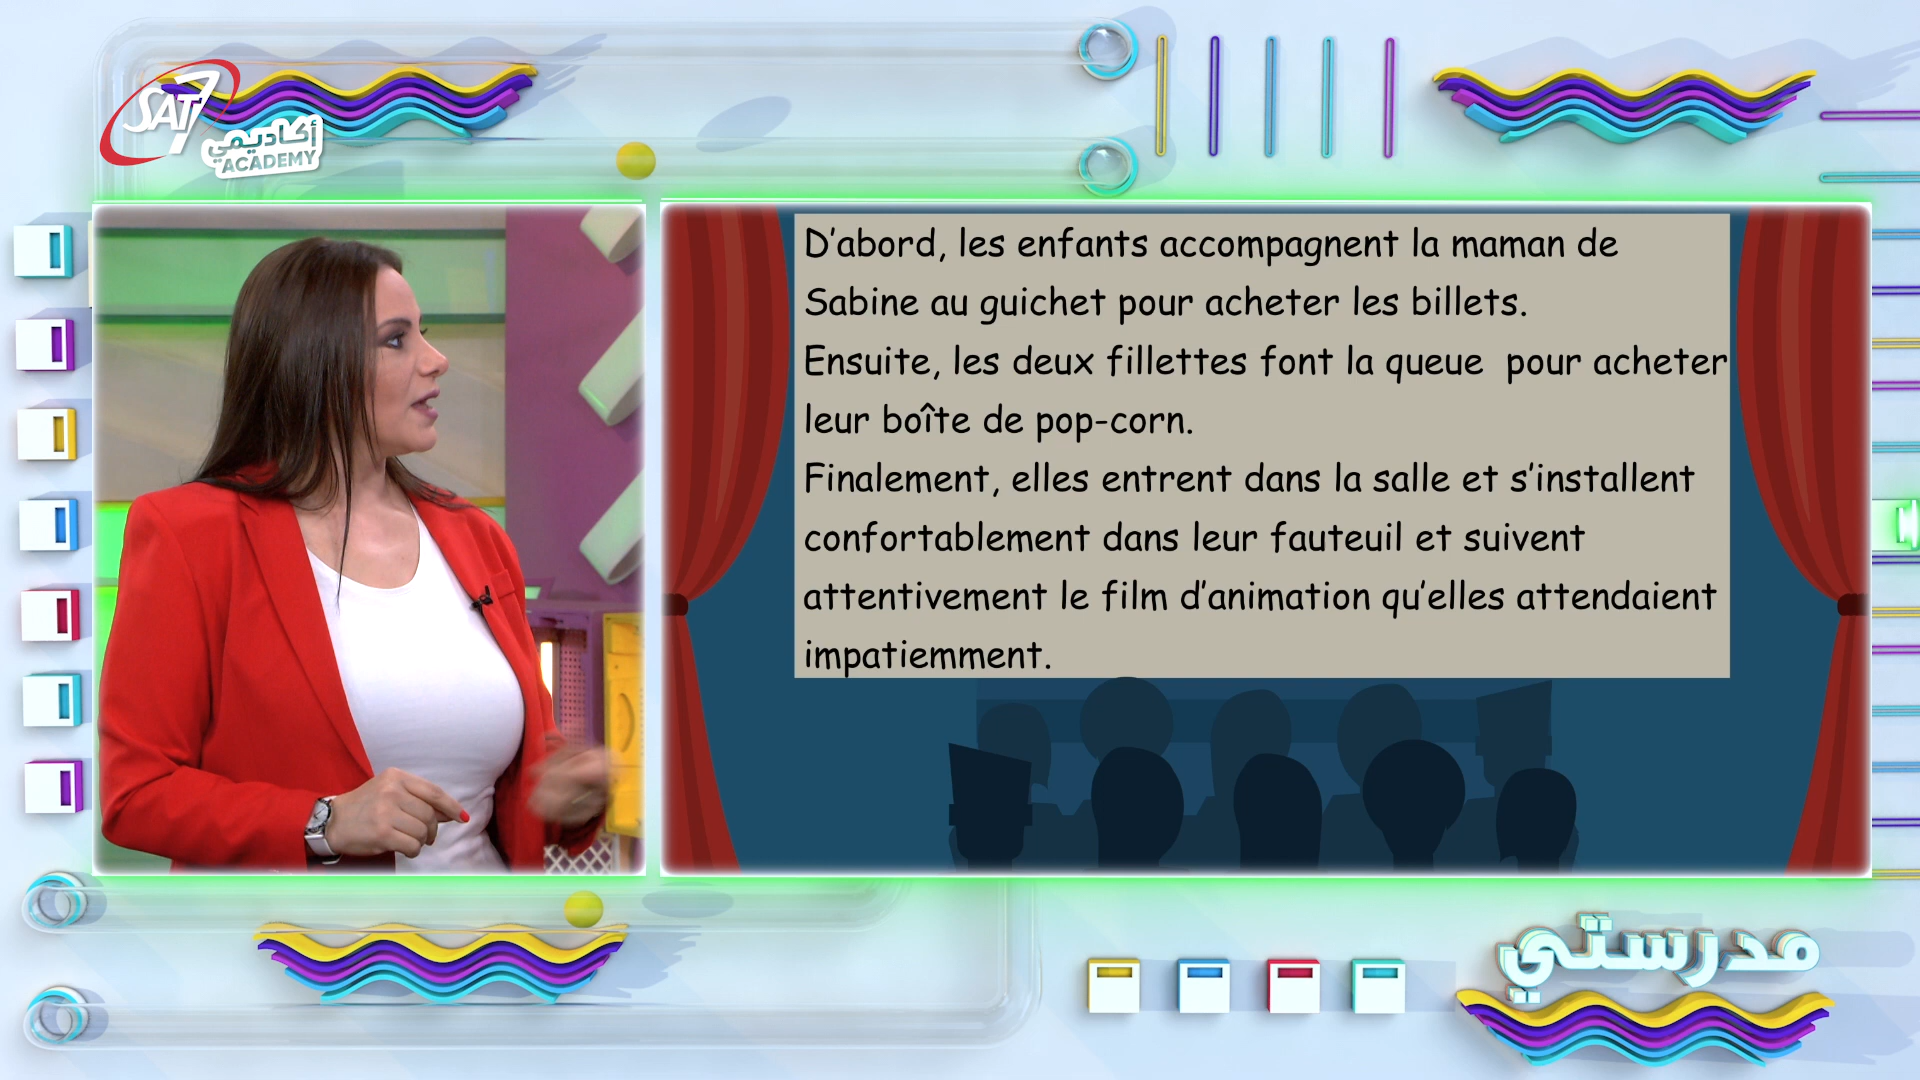 SAT7
أكاديمي
ACADEMY
D'abord, les enfants accompagnent la maman de
Sabine au guichet pour acheter les billets.
Ensuite, les deux fillettes font la queue pour acheter
leur boîte de pop-corn.
Finalement, elles entrent dans la salle et s'installent
confortablement dans leur fauteuil et suivent
attentivement le film d'animation qu'elles attendaient
impatiemment.
مدرستي